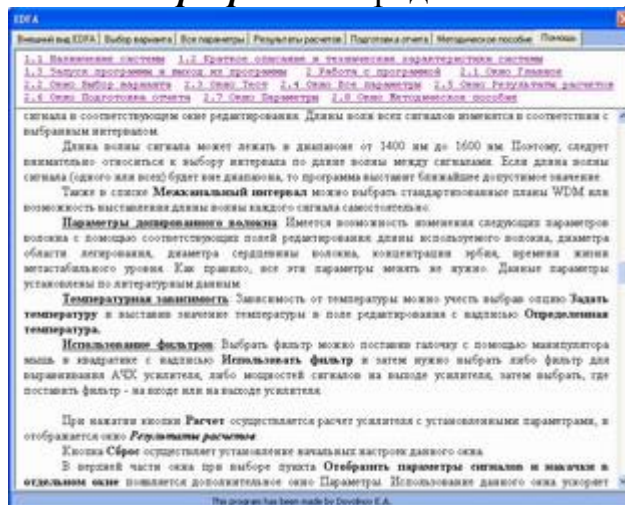 EDFA
Внешний вид EDFA | Выбор варианта | Все параметры | Результаты расчетов | Подготовка отчета | Методическое пособие | Помощь
1.1 Назначение системы 1.2 Краткое описание и технические характеристики системы
1.3 Запуск программы и выход из программы 2 Работа с программой 2.1 Окно Главное
2.2 Окно Выбор варианта 2.3 Окно Тест 2.4 Окно Все параметры 2.5 Окно Результаты расчетов
2.6 Окно Подготовка отчета 2.7 Окно Параметры 2.8 Окно Методическое пособие
сигнала в соответствующем окне редактирования. Длины волн всех сигналов изменятся в соответствии с
выбранным интервалом.
Длина волны сигнала может лежать в диапазоне от 1400 нм до 1600 нм. Поэтому, следует
внимательно относиться к выбору интервала по длине волны между сигналами. Если длина волны
сигнала (одного или всех) будет вне диапазона, то программа выставит ближайшее допустимое значение.
Также в списке Межканальный интервал можно выбрать стандартизованные планы WDM или
возможность выставления длины волны каждого сигнала самостоятельно.
Параметры допированного волокна. Имеется возможность изменения следующих параметров
волокна с помощью соответствующих полей редактирования: длины используемого волокна, диаметра
области легирования, диаметра сердцевины волокна, концентрации эрбия, времени жизни
метастабильного уровня. Как правило, все эти параметры менять не нужно. Данные параметры
установлены по литературным данным.
Температурная зависимость. Зависимость от температуры можно учесть выбрав опцию Задать
температуру и выставив значение температуры в поле редактирования с надписью Определенная
температура.
Использование фильтров. Выбрать фильтр можно поставив галочку с помощью манипулятора
мышь в квадратике с надписью Использовать фильтр и затем нужно выбрать либо фильтр для
выравнивания АЧХ усилителя, либо мощностей сигналов на выходе усилителя, затем выбрать, где
поставить фильтр - на входе или на выходе усилителя.
При нажатии кнопки Расчет осуществляется расчет усилителя с установленными параметрами, и
отображается окно Результаты расчетов.
Кнопка Сброс осуществляет установление начальных настроек данного окна.
В верхней части окна при выборе пункта Отобразить параметры сигналов и накачки в
отдельном окне появляется дополнительное окно Параметры. Использование данного окна ускоряет
This program has been made by Dovolnov E.A.